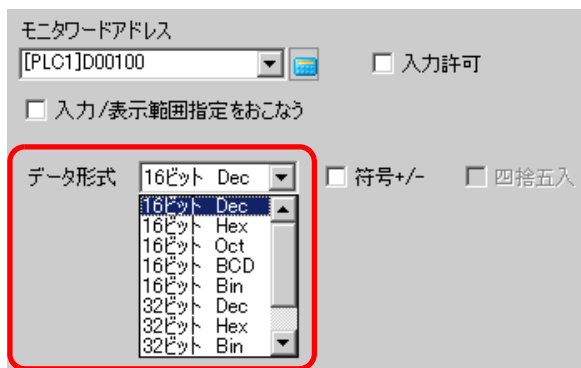 モニタワードアドレス
[PLC1]D00100
入力許可
入力/表示範囲指定をおこなう
データ形式 16ビット Dec 符号+/- 四捨五入
16ビット Dec
16ビット Hex
16ビット Oct
16ビット BCD
16ビット Bin
32ビット Dec
32ビット Hex
32ビット Bin